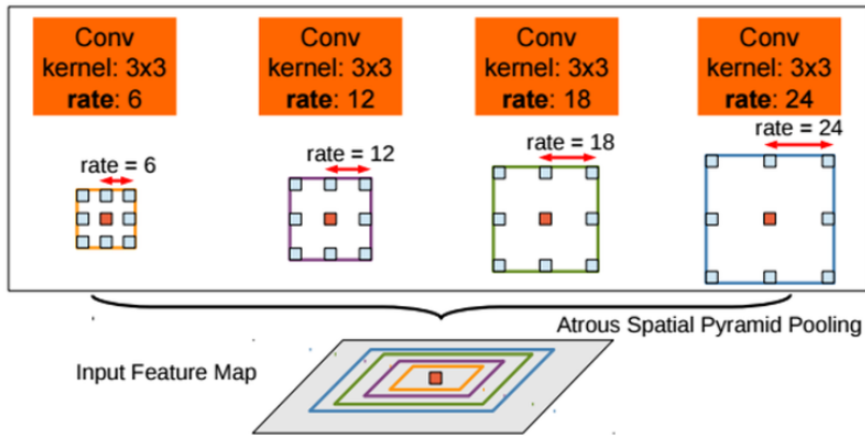 Conv
kernel: 3x3
rate: 6
Conv
kernel: 3x3
rate: 12
Conv
kernel: 3x3
rate: 18
Conv
kernel: 3x3
rate: 24
rate = 6
rate = 12
rate = 18
rate = 24
Atrous Spatial Pyramid Pooling
Input Feature Map